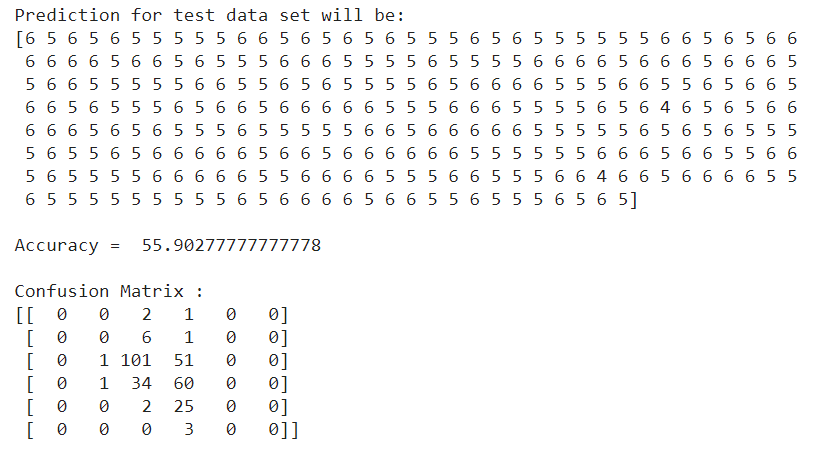 Prediction for test data set will be:
[6 5 6 5 6 5 5 5 5 5 6 6 5 6 5 6 5 6 5 5 5 6 5 6 5 5 5 5 5 5 6 6 5 6 5 6 6
6 6 6 6 5 6 6 5 6 5 5 5 6 6 6 5 5 5 5 6 5 5 5 5 6 6 6 6 5 6 6 6 5 6 6 6 5
5 6 6 5 5 5 5 5 6 6 5 5 6 5 6 5 5 5 5 6 5 6 6 6 6 5 5 5 6 6 5 5 6 5 6 6 5
6 6 5 6 5 5 5 6 5 6 6 5 6 6 6 6 6 5 5 5 6 6 6 5 5 5 5 6 5 6 4 6 5 6 5 6 6
6 6 6 5 6 5 6 5 5 5 6 5 5 5 5 5 6 6 5 6 6 6 6 6 5 5 5 5 5 6 5 6 5 6 5 5 5
5 6 5 5 6 5 6 6 6 6 6 5 6 6 5 6 6 6 6 6 6 5 5 5 5 5 5 6 6 6 5 6 6 5 5 6 6
5 6 5 5 5 5 6 6 6 6 6 5 5 6 6 6 6 5 5 5 6 6 5 5 5 6 6 4 6 6 5 6 6 6 6 5 5
6 5 5 5 5 5 5 5 5 5 6 5 6 6 6 6 5 6 6 5 5 6 5 5 5 6 5 6 5]
Accuracy =  55.90277777777778
Confusion Matrix :
[[  0   0   2   1   0   0]
[  0   0   6   1   0   0]
[  0   1 101  51   0   0]
[  0   1  34  60   0   0]
[  0   0   2  25   0   0]
[  0   0   0   3   0   0]]